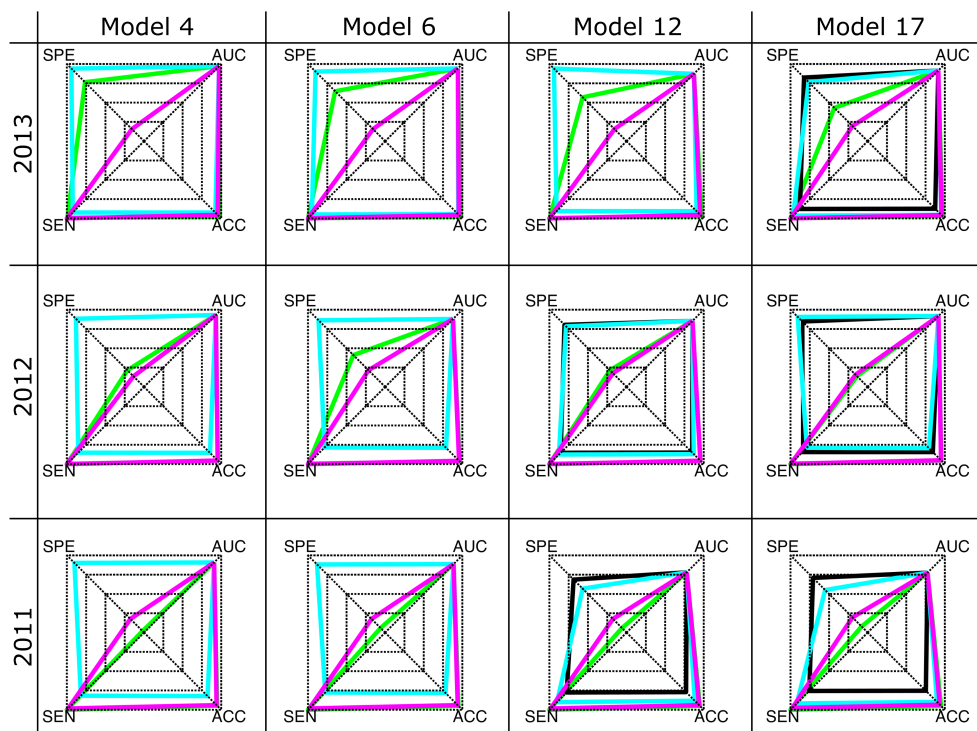 Model 4 Model 6 Model 12 Model 17
2013
SPE AUC SPE AUC SPE AUC SPE AUC
SEN ACC SEN ACC SEN ACC SEN ACC
2012
SPE AUC SPE AUC SPE AUC SPE AUC
SEN ACC SEN ACC SEN ACC SEN ACC
2011
SPE AUC SPE AUC SPE AUC SPE AUC
SEN ACC SEN ACC SEN ACC SEN ACC